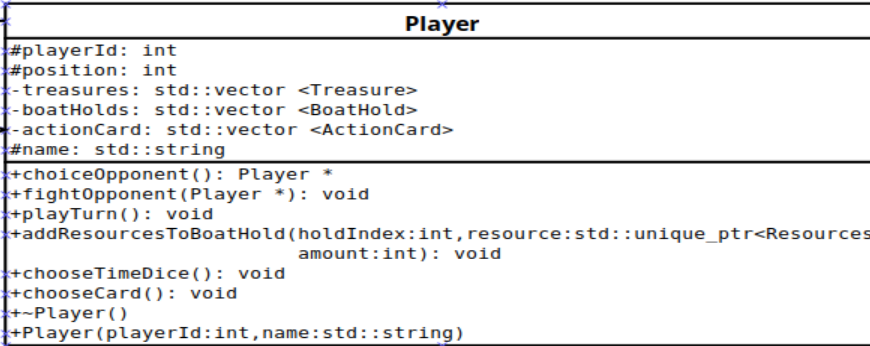 Player
#playerId: int
#position: int
-treasures: std::vector <Treasure>
-boatHolds: std::vector <BoatHold>
-actionCard: std::vector <ActionCard>
#name: std::string
+choiceOpponent(): Player *
+fightOpponent(Player *): void
+playTurn(): void
+addResourcesToBoatHold(holdIndex:int,resource:std::unique_ptr<Resources
amount:int): void
+chooseTimeDice(): void
+chooseCard(): void
+~Player()
+Player(playerId:int,name:std::string)